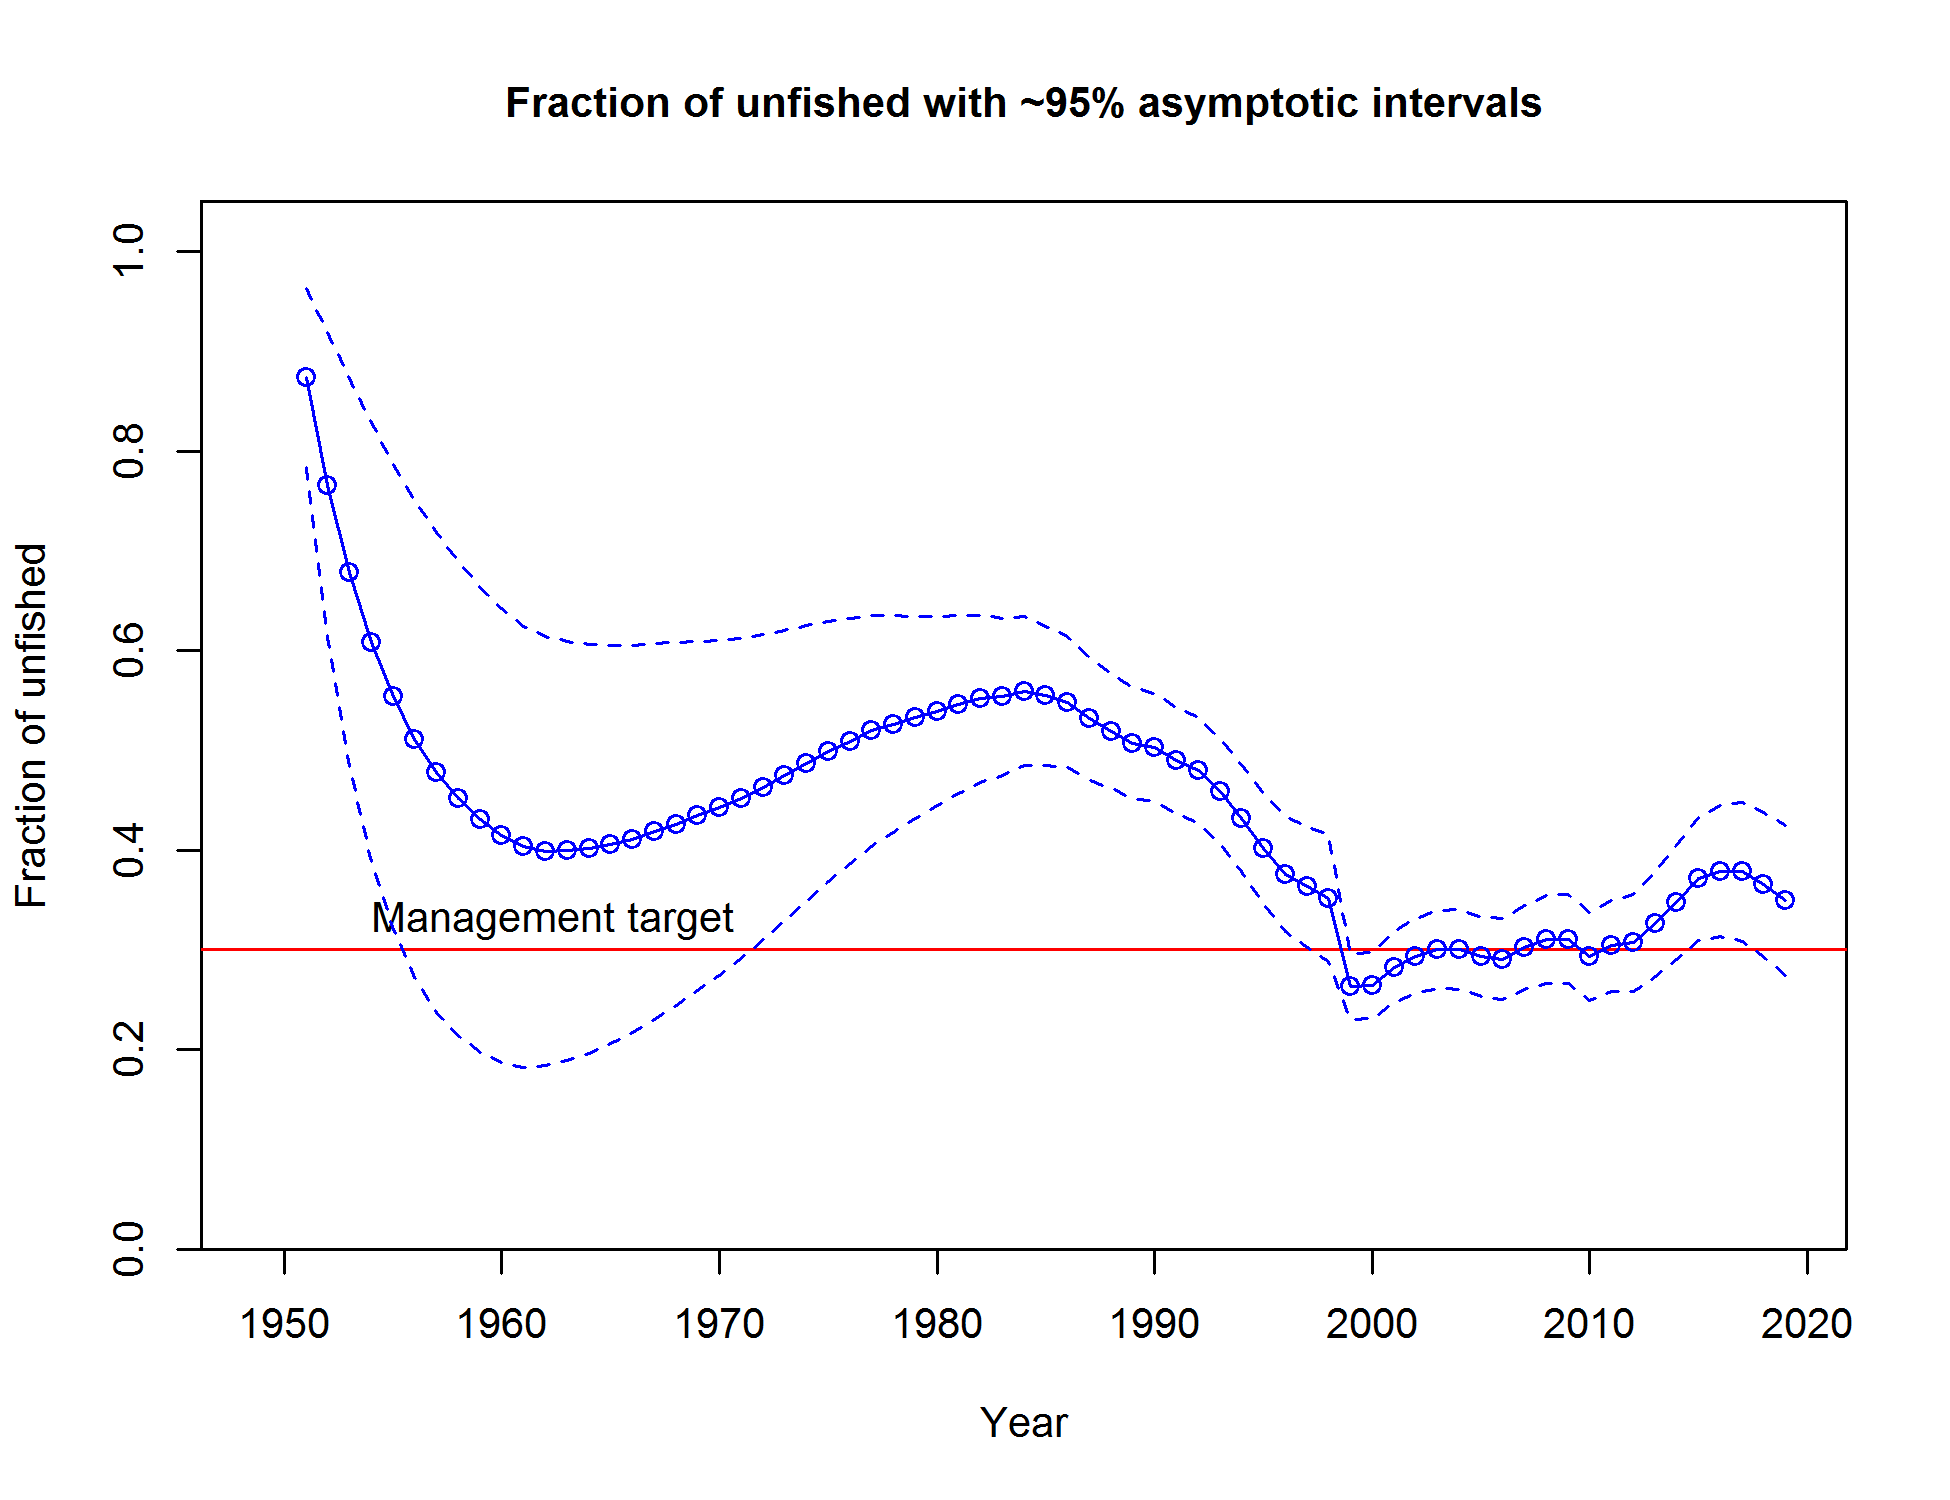 Fraction of unfished with ~95% asymptotic intervals
Fraction of unfished
1.0
0.8
0.6
0.4
0.2
0.0
Management target
1950 1960 1970 1980 1990 2000 2010 2020
Year